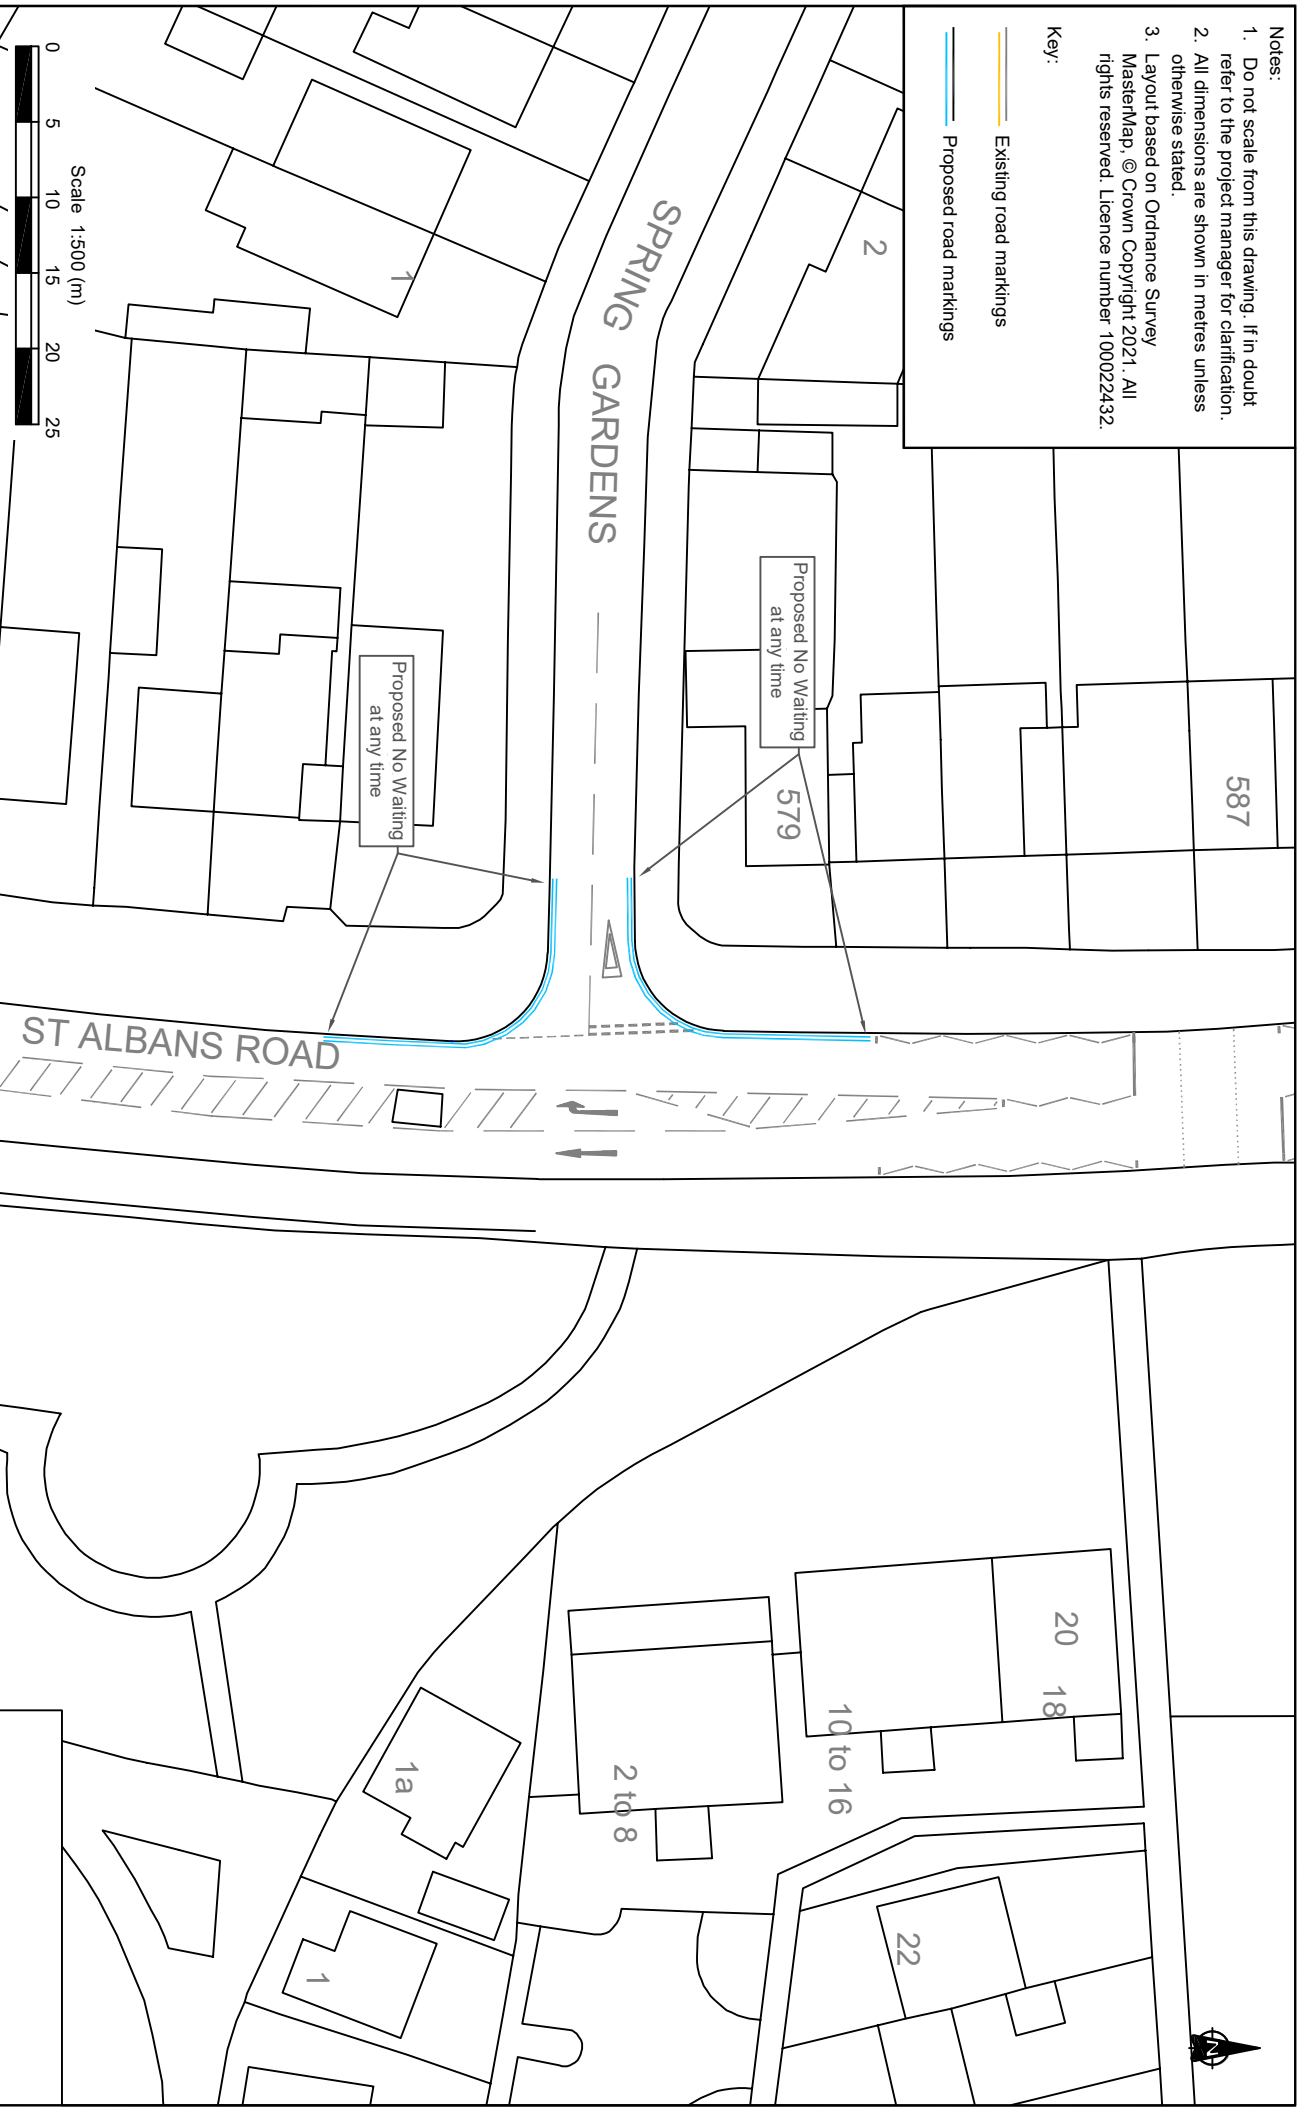 Notes:
1. Do not scale from this drawing. If in doubt
refer to the project manager for clarification.
2. All dimensions are shown in metres unless
otherwise stated.
3. Layout based on Ordnance Survey
MasterMap, © Crown Copyright 2021. All
rights reserved. Licence number 100022432.
Key:
Existing road markings
Proposed road markings
587
2
Proposed No Waiting
at any time
579
SPRING GARDENS
1
Proposed No Waiting
at any time
ST ALBANS ROAD
Scale 1:500 (m)
0 5 10 15 20 25
20
18
10 to 16
2 to 8
22
1a
1
N